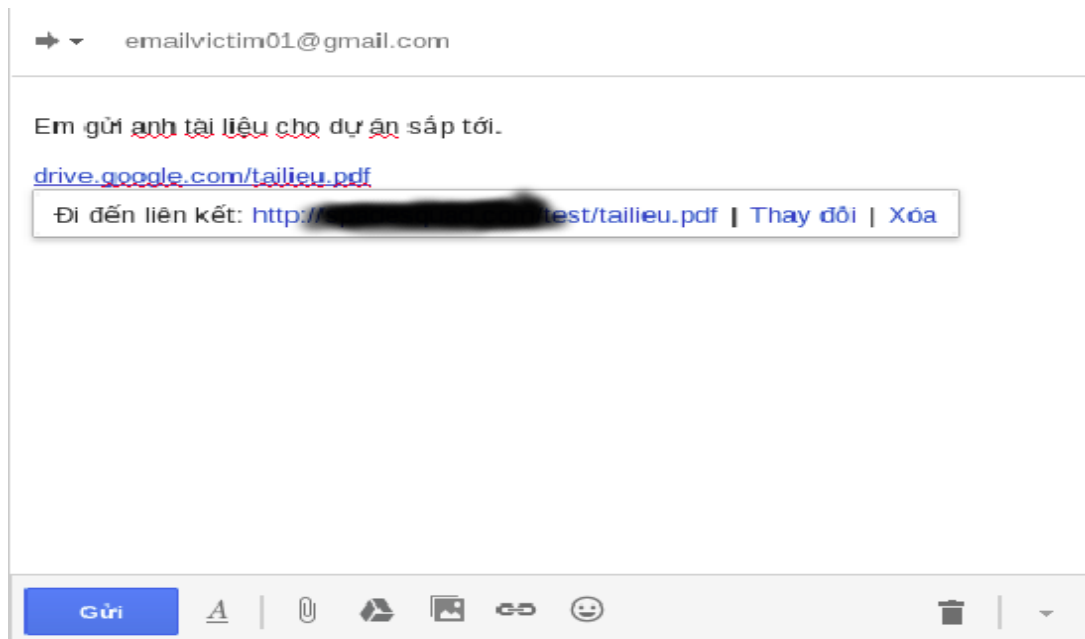 emailvictim01@gmail.com
Em gửi anh tài liệu cho dự án sắp tới.
drive.google.com/tailieu.pdf
Đi đến liên kết: http:// test/tailieu.pdf | Thay đổi | Xóa
Gửi A